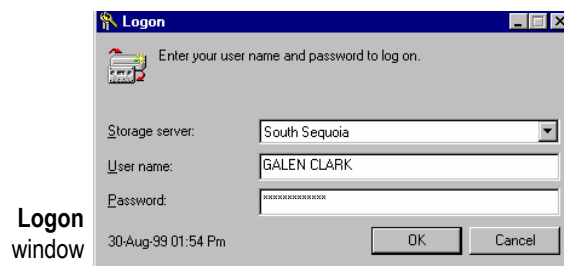 Logon
Enter your user name and password to log on.
Storage server: South Sequoia
User name: GALEN CLARK
Password: xxxxxxxxxxxxx
Logon
window
30-Aug-99 01:54 Pm
OK
Cancel